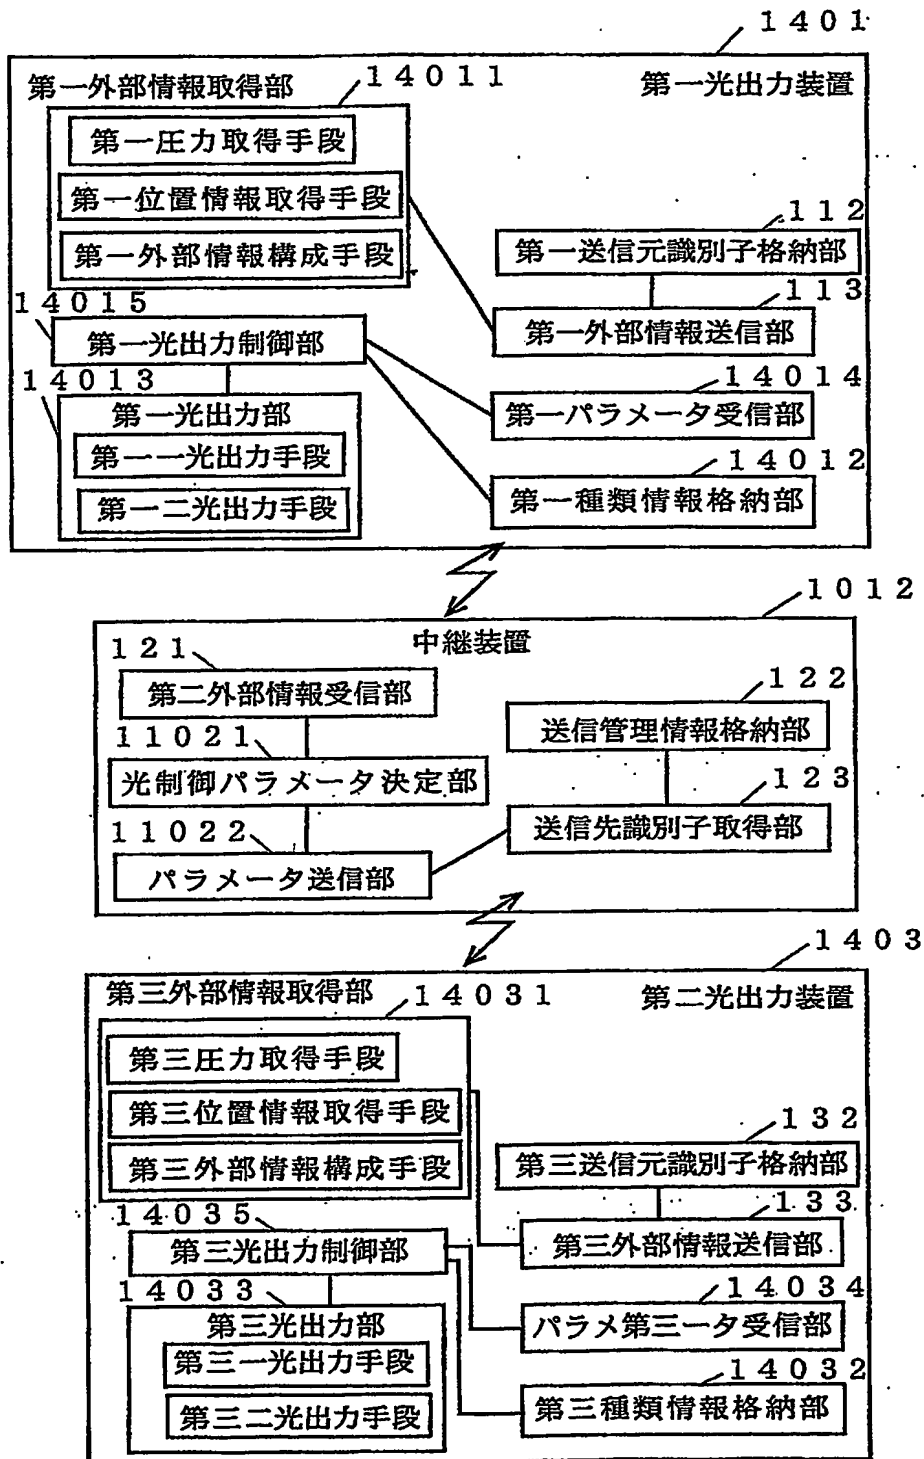 1401
第一外部情報取得部
14011
第一光出力装置
第一圧力取得手段
第一位置情報取得手段
第一外部情報構成手段
112
第一送信元識別子格納部
113
第一外部情報送信部
14015
第一光出力制御部
14013
第一光出力部
第一一光出力手段
第一二光出力手段
14014
第一パラメータ受信部
14012
第一種類情報格納部
1012
中継装置
121
第二外部情報受信部
122
送信管理情報格納部
11021
光制御パラメータ決定部
123
送信先識別子取得部
11022
パラメータ送信部
1403
第三外部情報取得部
14031
第二光出力装置
第三圧力取得手段
第三位置情報取得手段
第三外部情報構成手段
132
第三送信元識別子格納部
133
第三外部情報送信部
14035
第三光出力制御部
14033
第三光出力部
第三一光出力手段
第三二光出力手段
14034
パラメ第三ータ受信部
14032
第三種類情報格納部